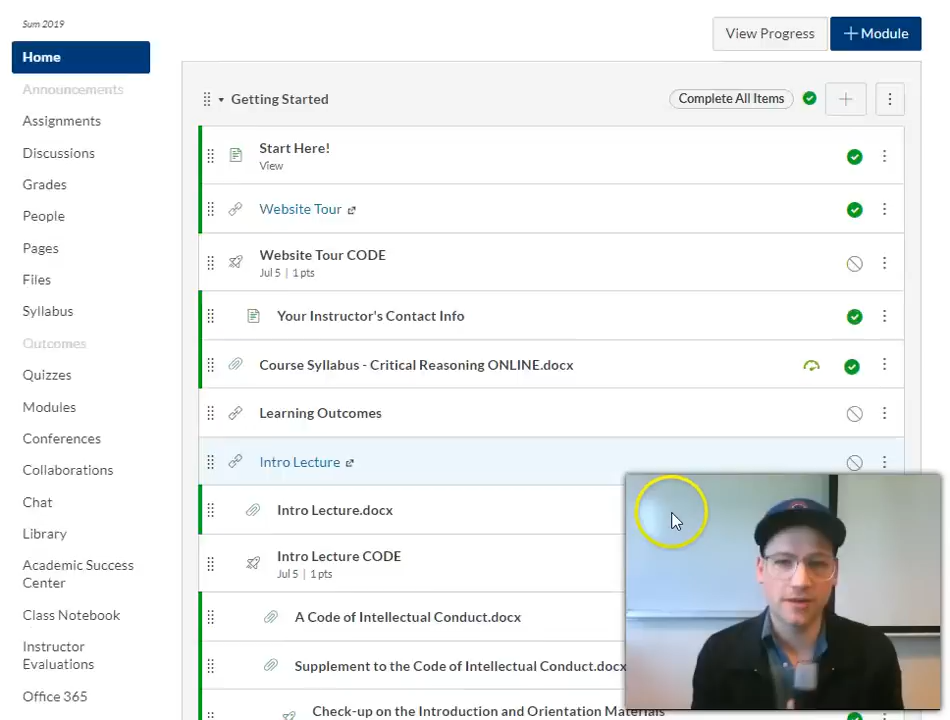 Sum 2019
View Progress
+ Module
Home
Announcements
Assignments
Discussions
Grades
People
Pages
Files
Syllabus
Outcomes
Quizzes
Modules
Conferences
Collaborations
Chat
Library
Academic Success
Center
Class Notebook
Instructor
Evaluations
Office 365
Getting Started
Complete All Items
Start Here!
View
Website Tour
Website Tour CODE
Jul 5 | 1 pts
Your Instructor's Contact Info
Course Syllabus - Critical Reasoning ONLINE.docx
Learning Outcomes
Intro Lecture
Intro Lecture.docx
Intro Lecture CODE
Jul 5 | 1 pts
A Code of Intellectual Conduct.docx
Supplement to the Code of Intellectual Conduct.docx
Check-up on the Introduction and Orientation Materials